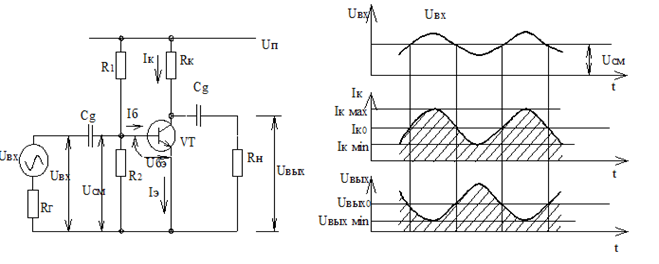 Uп
R1
Iк
Rк
Cg
Cg
Iб
VT
Uбэ
Uвх
Uвх
Uсм
R2
Iэ
Rн
Uвых
Rг
Uвх
Uвх
Uсм
t
Iк
Iк max
Iк0
Iк min
t
Uвых
Uвых0
Uвых min
t